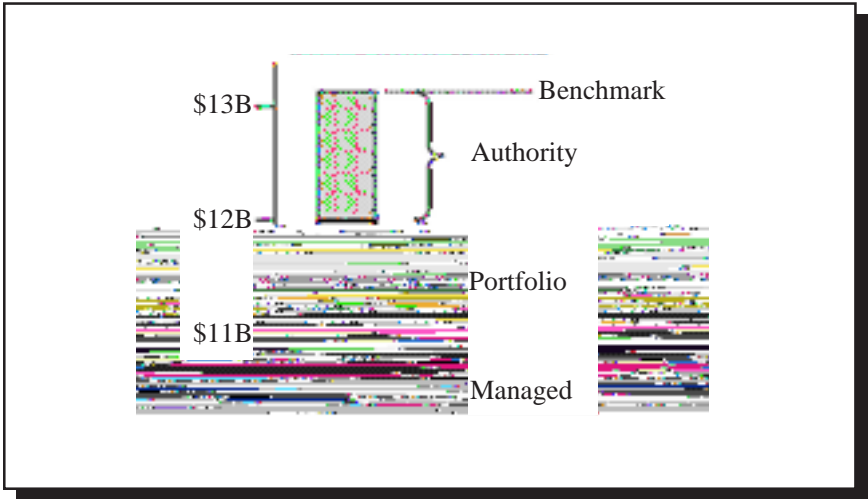 Benchmark
$13B
Authority
$12B
Portfolio
$11B
Managed